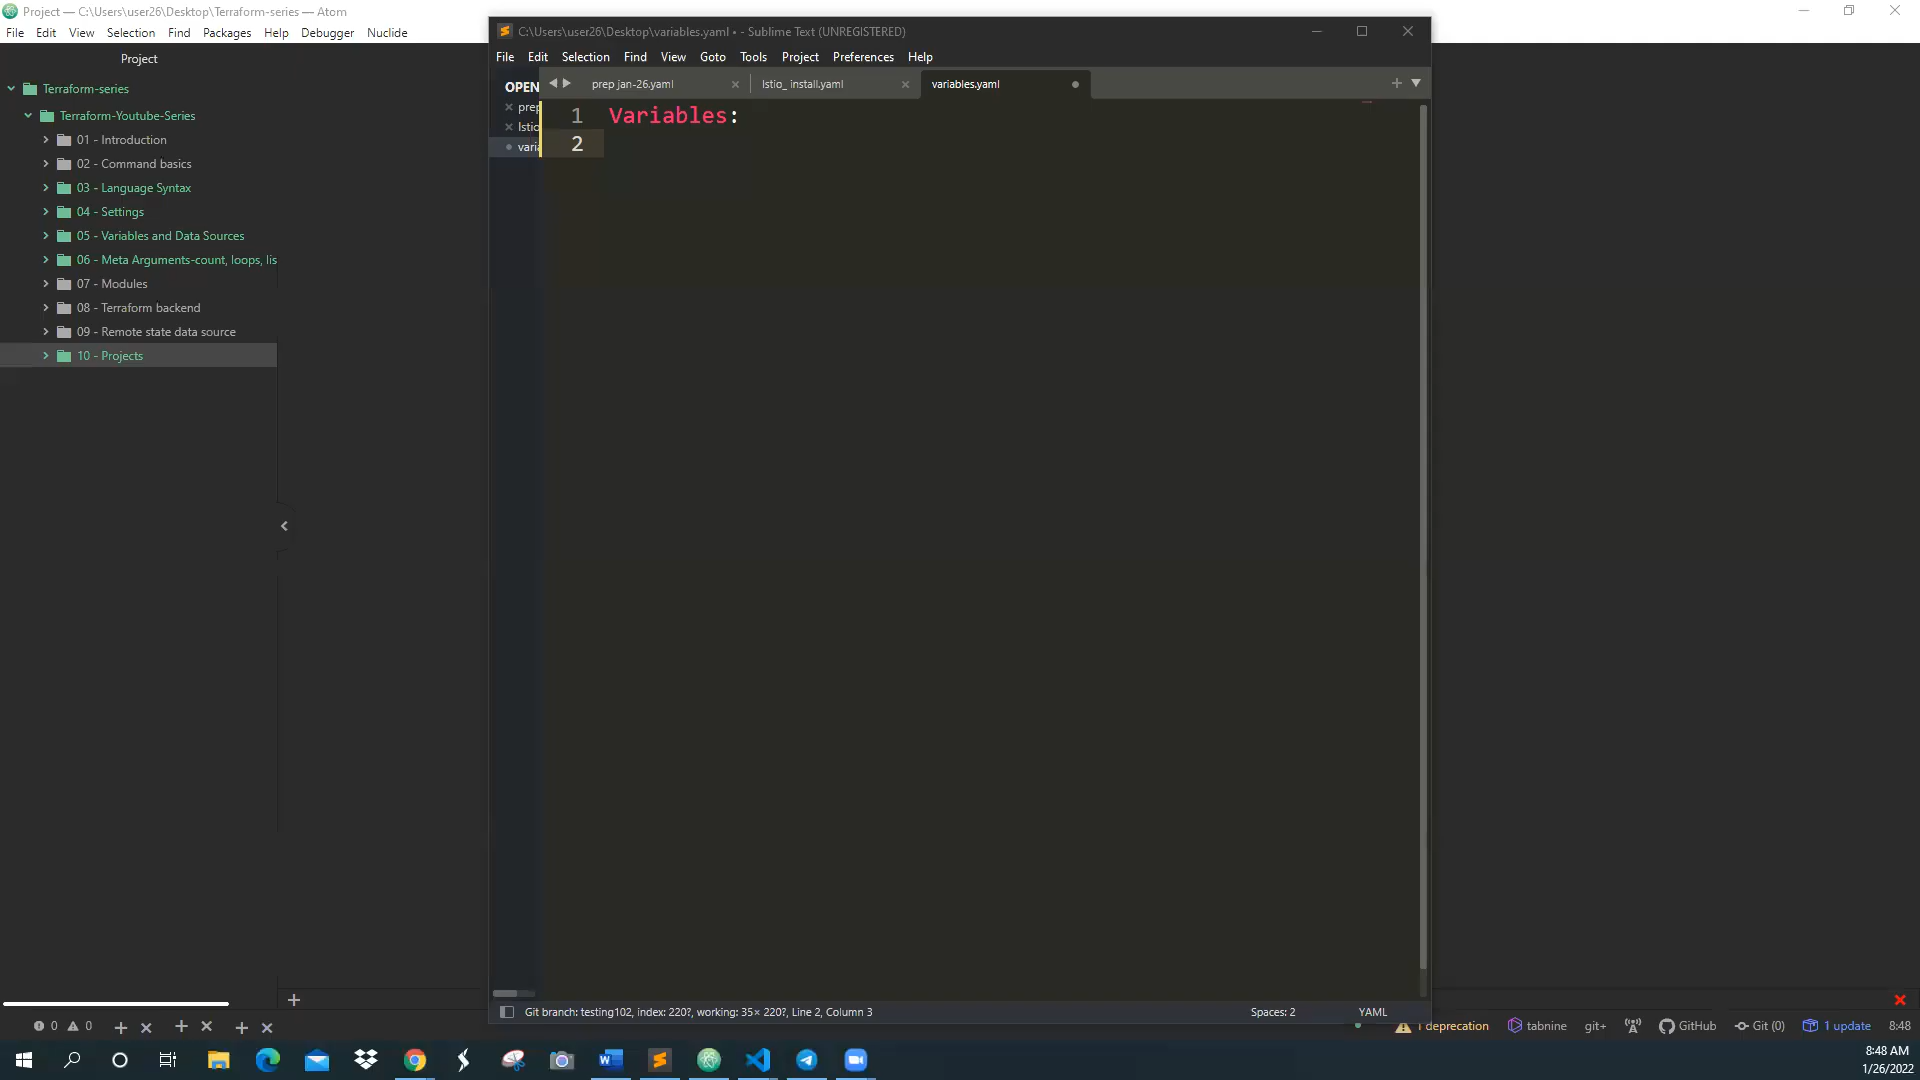 Project — C:\Users\user26\Desktop\Terraform-series — Atom
File Edit View Selection Find Packages Help Debugger Nuclide
Project
Terraform-series
Terraform-Youtube-Series
01 - Introduction
02 - Command basics
03 - Language Syntax
04 - Settings
05 - Variables and Data Sources
06 - Meta Arguments-count, loops, lis
07 - Modules
08 - Terraform backend
09 - Remote state data source
10 - Projects
C:\Users\user26\Desktop\variables.yaml • - Sublime Text (UNREGISTERED)
File Edit Selection Find View Goto Tools Project Preferences Help
OPEN
prep
Istio
varia
prep jan-26.yaml
Istio_ install.yaml
variables.yaml
1 Variables:
2
Git branch: testing102, index: 220?, working: 35× 220?, Line 2, Column 3
Spaces: 2
YAML
0 0
1 deprecation
tabnine
git+
GitHub
Git (0)
1 update
8:48
8:48 AM
1/26/2022